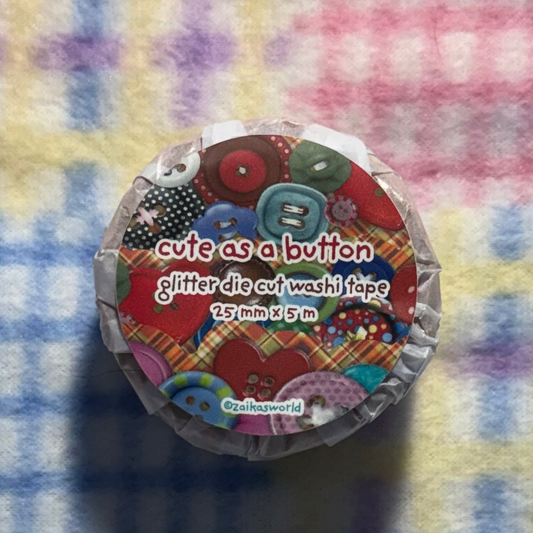 cute as a button
glitter die cut washi tape
25 mm x 5 m
©zaikasworld